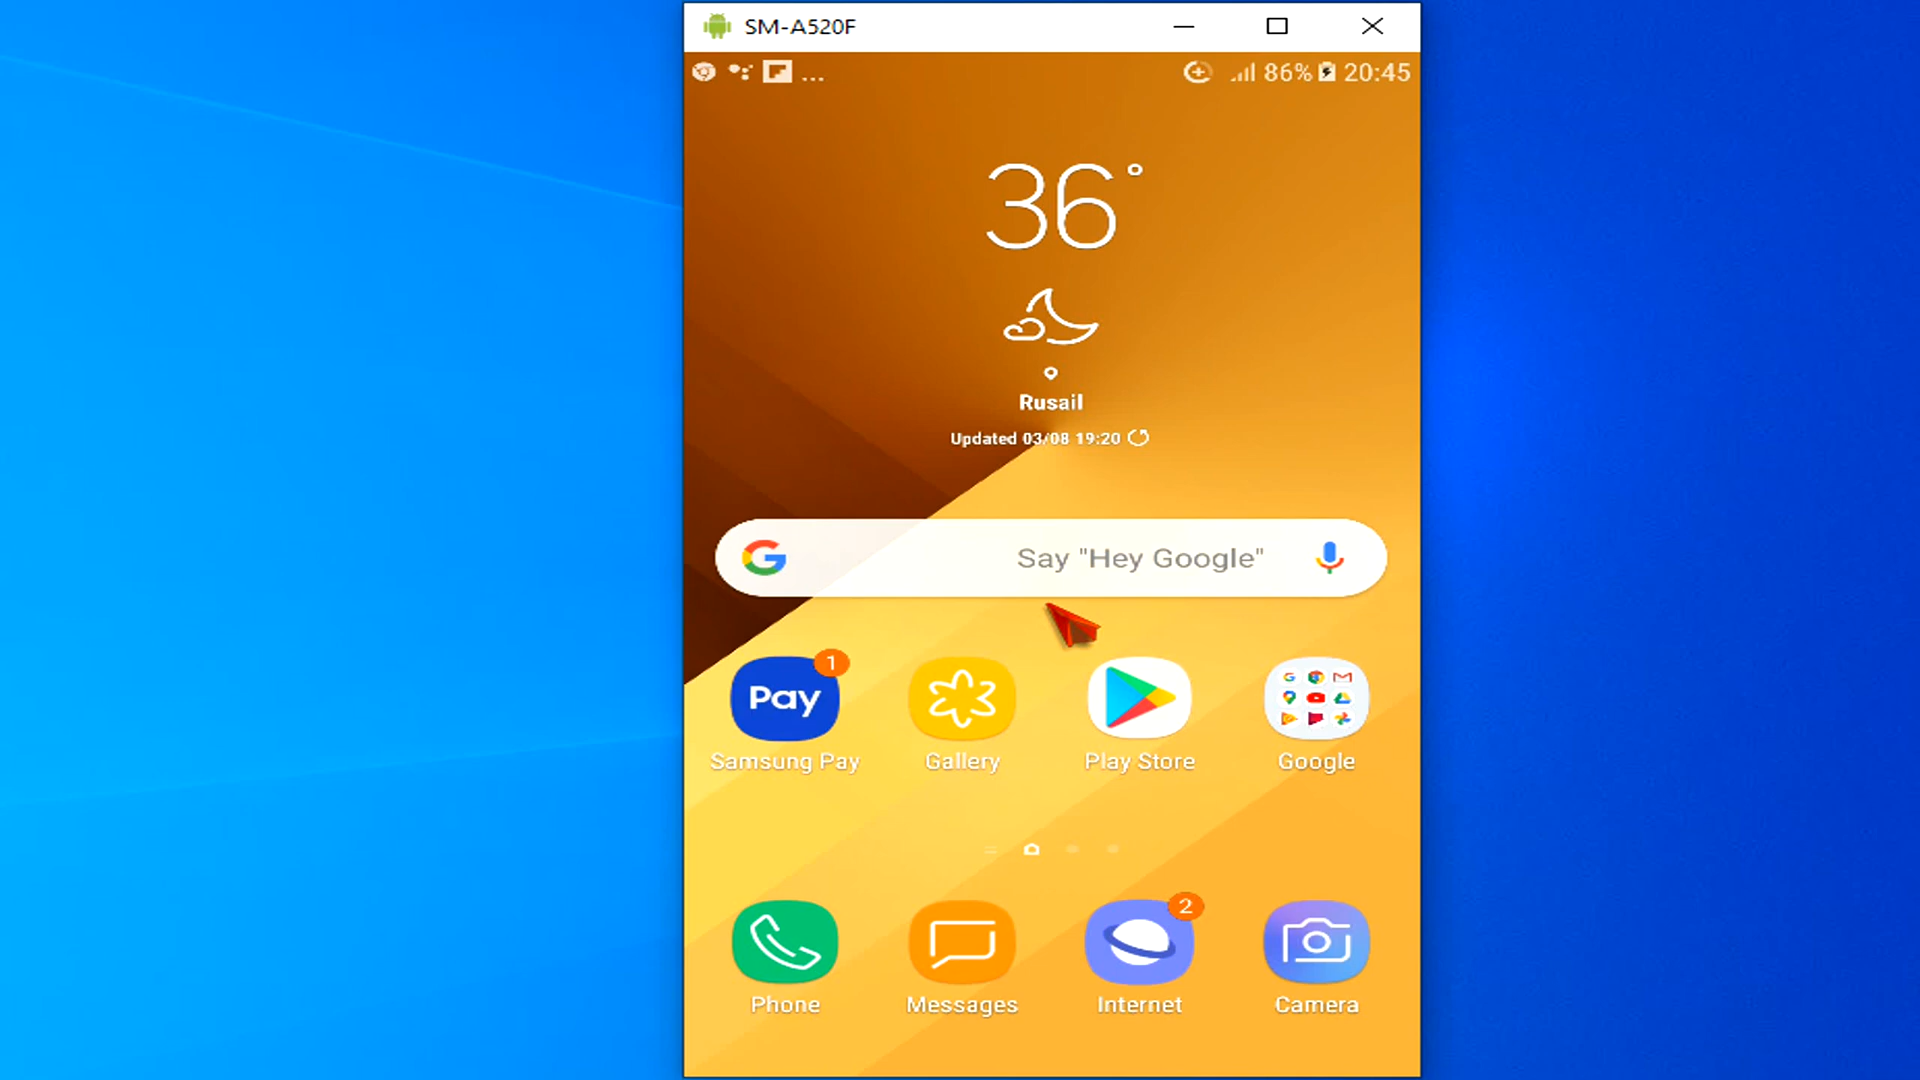 SM-A520F
... 86% 20:45
36°
Rusail
Updated 03/08 19:20
G Say "Hey Google"
1 Pay
Samsung Pay Gallery Play Store Google
2
Phone Messages Internet Camera